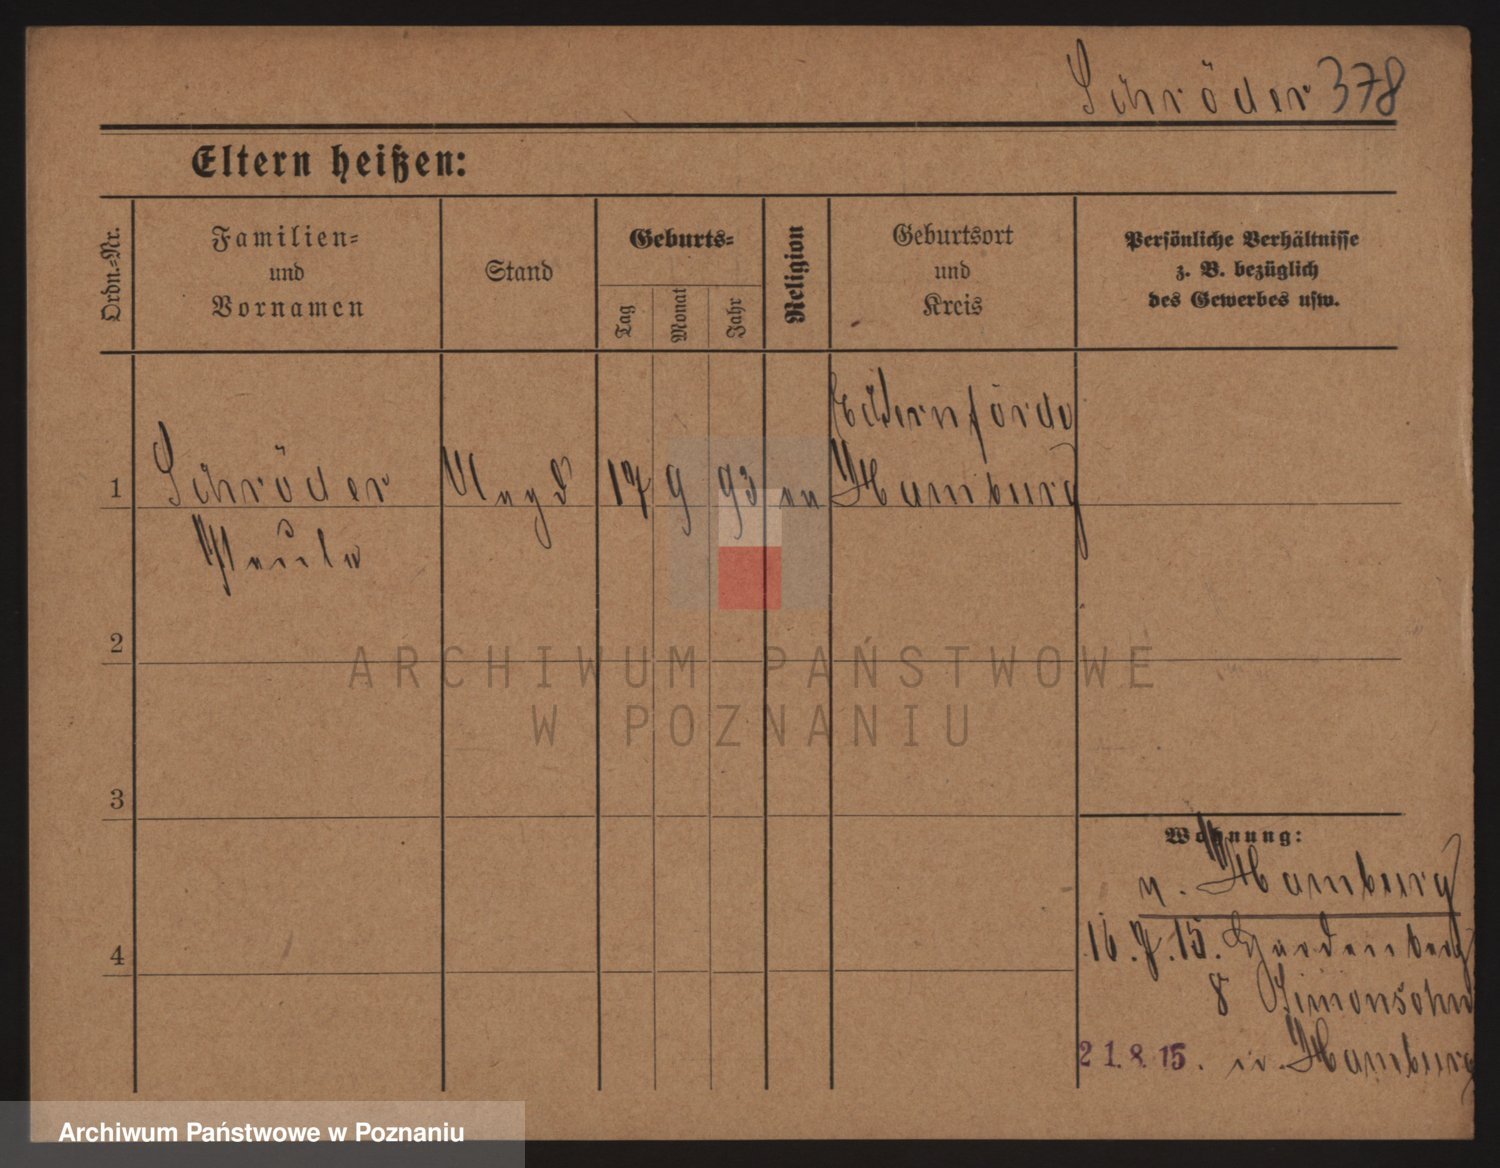 Schröder 378
Eltern heißen:
Ordn.-Nr.
Familien-
und
Vornamen
Stand
Geburts-
Tag
Monat
Jahr
Religion
Geburtsort
und
Kreis
Persönliche Verhältnisse
z. B. bezüglich
des Gewerbes usw.
Eckernförde
1 Schröder Magd 17 9 93 Hamburg
Paula
2
ARCHIWUM PAŃSTWOWE
W POZNANIU
3
Wohnung:
v. Hamburg
16.7.15.
8 Simonsohn
21.8.15. Hamburg
4
Archiwum Państwowe w Poznaniu